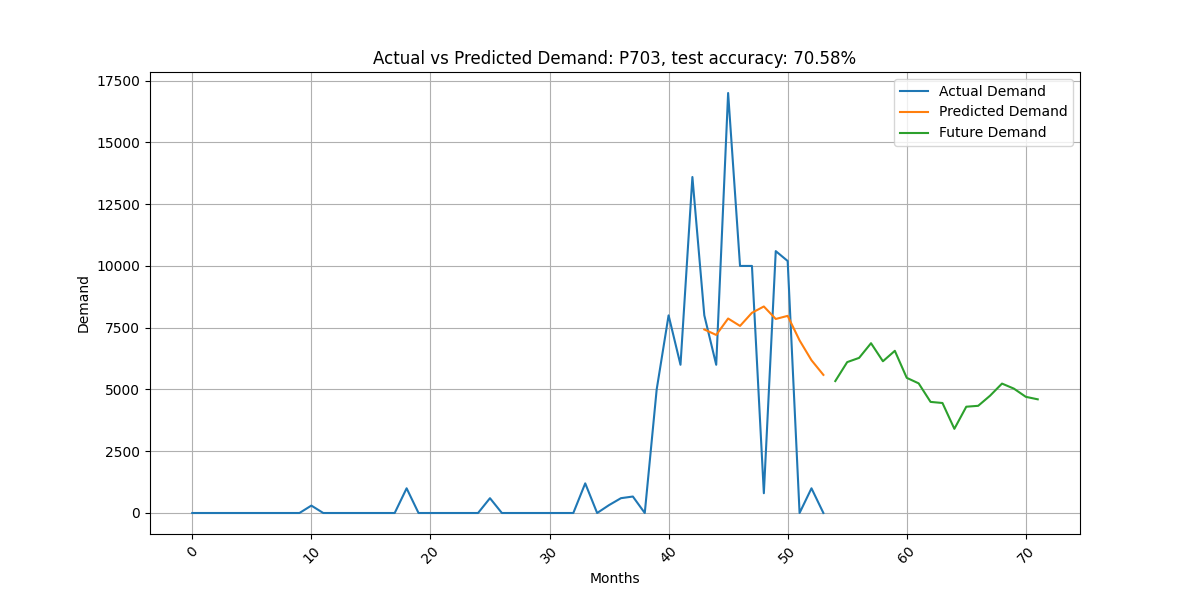 Actual vs Predicted Demand: P703, test accuracy: 70.58%
Actual Demand
Predicted Demand
Future Demand
17500
15000
12500
10000
7500
5000
2500
0
Demand
0
10
20
30
40
50
60
70
Months